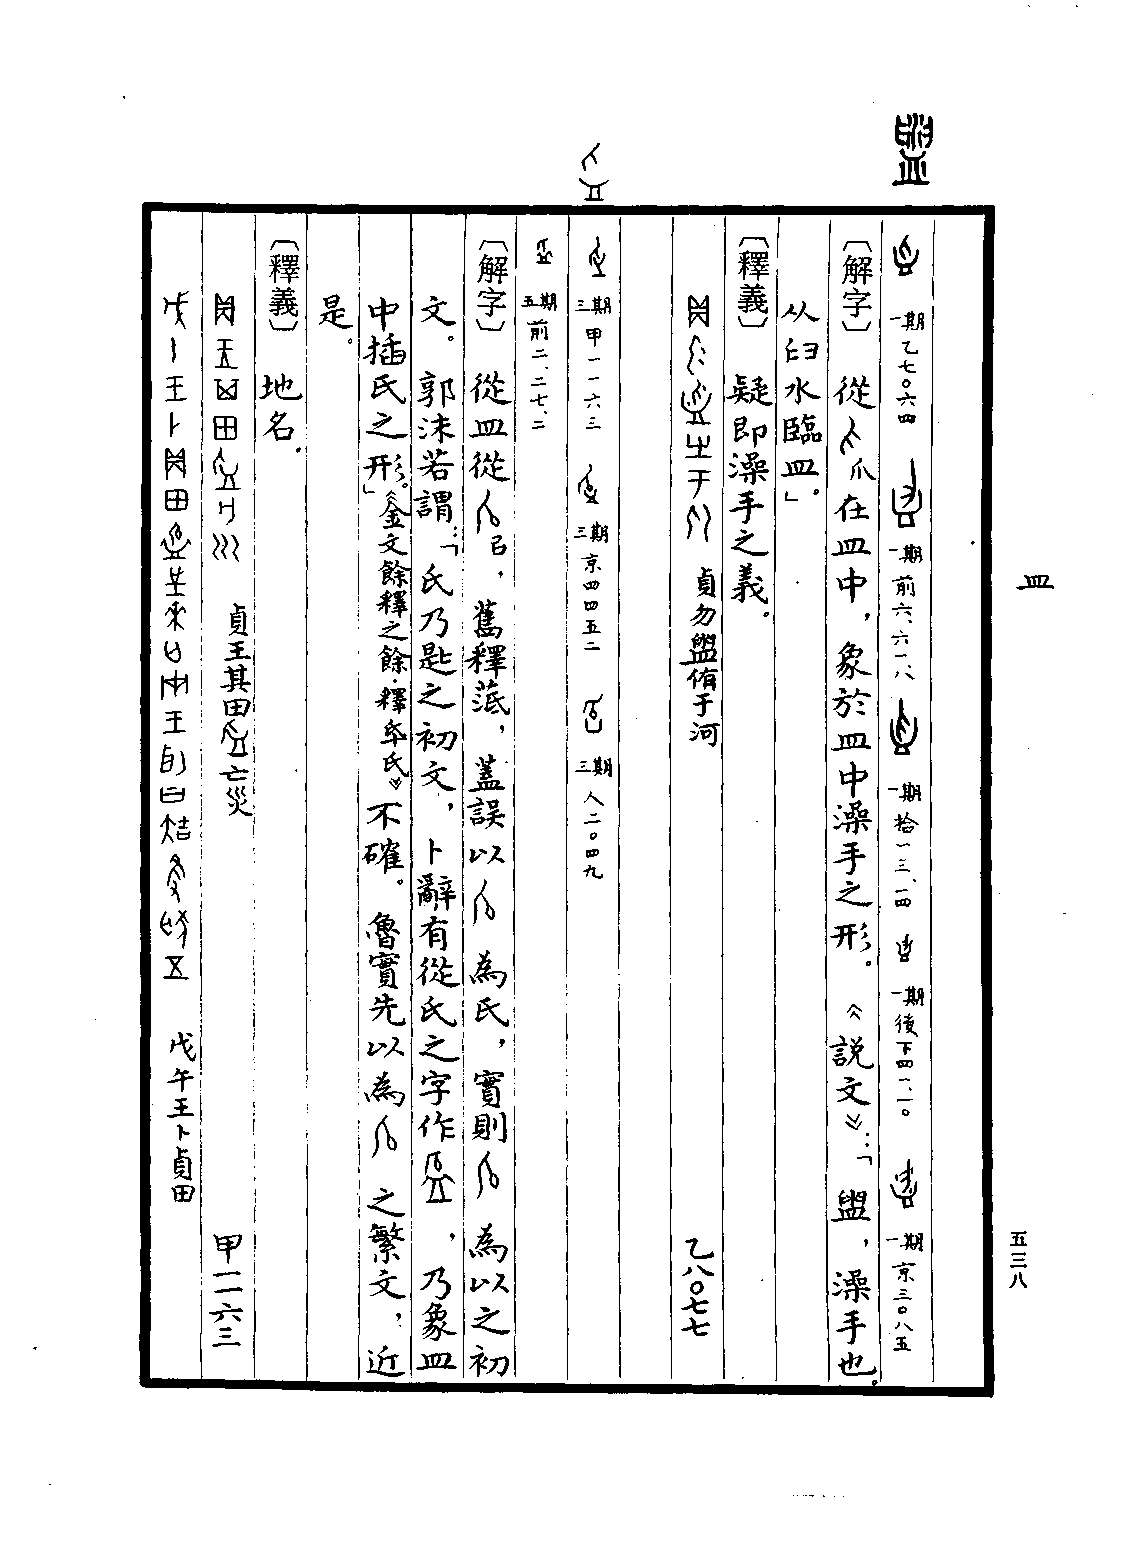 盥
一期 乙七〇六四 一期 前六、六一、八 一期 拾一三、一四 一期 後下四一、一〇 一期 京三〇八五
〔解字〕 從 爪在皿中，象於皿中澡手之形。《說文》：「盥，澡手也。
从臼水臨皿。」
〔釋義〕 疑即澡手之義。
貞勿盥侑于河 乙八〇七七
三期 甲一一六三 三期 京四四五二 三期 人二〇四九
五期 前二、二七、二
〔解字〕 從皿從 㠯，舊釋菧，蓋誤以 為氏，實則 為以之初
文。郭沫若謂：「氏乃匙之初文，卜辭有從氏之字作 ，乃象皿
中插氏之形。」《金文餘釋之餘·釋氒氏》不確。魯實先以為 之繁文，近
是。
〔釋義〕 地名．
貞王其田 亡災 甲一一六三
戊午王卜貞田
皿
五三八